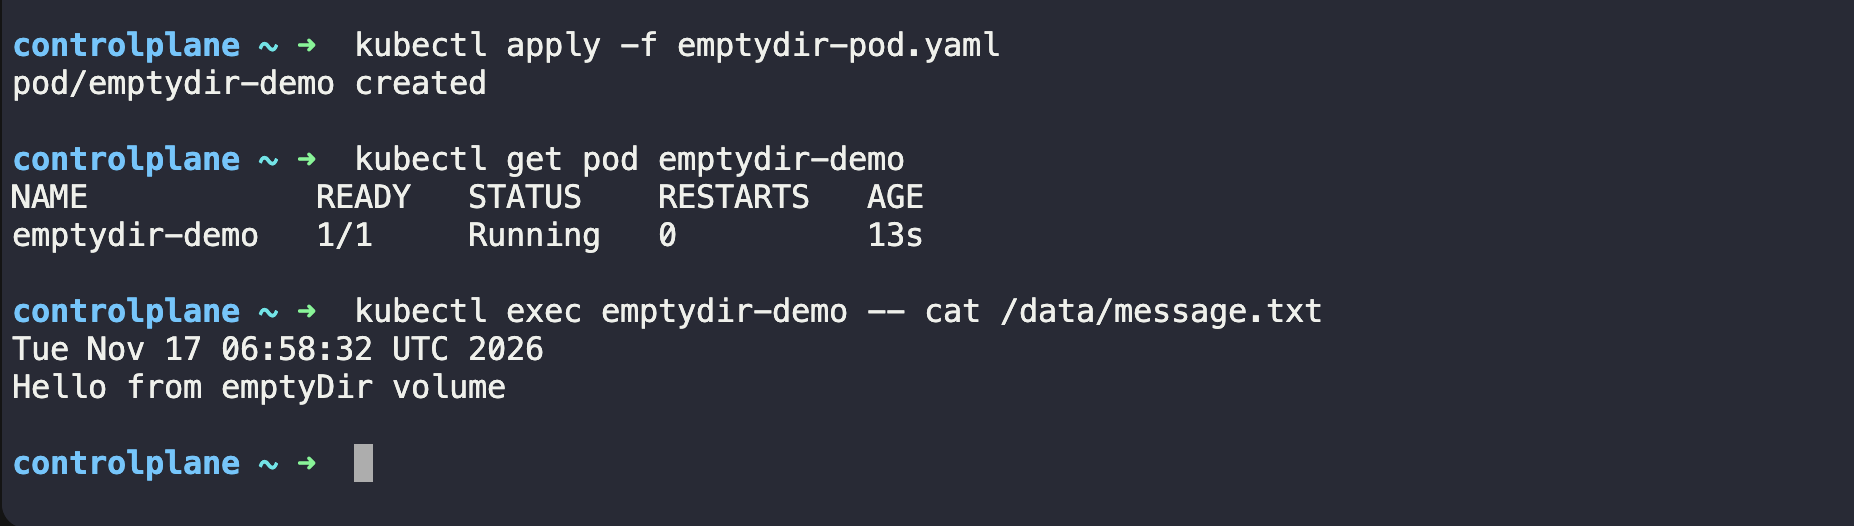 controlplane ~ ➜  kubectl apply -f emptydir-pod.yaml
pod/emptydir-demo created
controlplane ~ ➜  kubectl get pod emptydir-demo
NAME            READY   STATUS    RESTARTS   AGE
emptydir-demo   1/1     Running   0          13s
controlplane ~ ➜  kubectl exec emptydir-demo -- cat /data/message.txt
Tue Nov 17 06:58:32 UTC 2026
Hello from emptyDir volume
controlplane ~ ➜